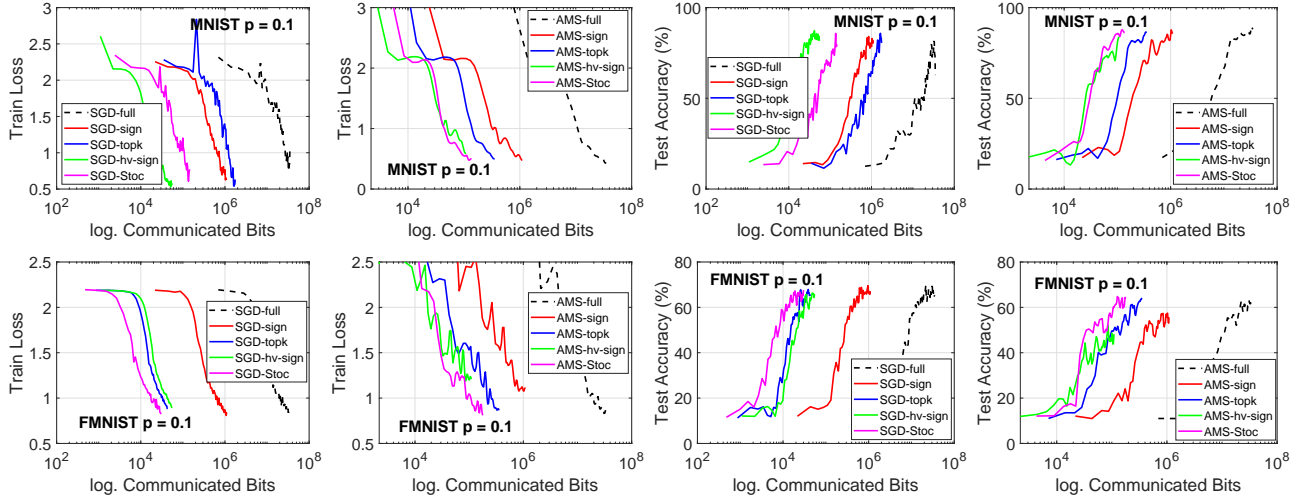 MNIST p = 0.1
Train Loss
3
2.5
2
1.5
1
0.5
SGD-full
SGD-sign
SGD-topk
SGD-hv-sign
SGD-Stoc
10^2 10^4 10^6 10^8
log. Communicated Bits
MNIST p = 0.1
Train Loss
3
2
1
0
AMS-full
AMS-sign
AMS-topk
AMS-hv-sign
AMS-Stoc
10^4 10^6 10^8
log. Communicated Bits
MNIST p = 0.1
Test Accuracy (%)
100
50
0
SGD-full
SGD-sign
SGD-topk
SGD-hv-sign
SGD-Stoc
10^2 10^4 10^6 10^8
log. Communicated Bits
MNIST p = 0.1
Test Accuracy (%)
100
50
0
AMS-full
AMS-sign
AMS-topk
AMS-hv-sign
AMS-Stoc
10^4 10^6 10^8
log. Communicated Bits
FMNIST p = 0.1
Train Loss
2.5
2
1.5
1
0.5
SGD-full
SGD-sign
SGD-topk
SGD-hv-sign
SGD-Stoc
10^2 10^4 10^6 10^8
log. Communicated Bits
FMNIST p = 0.1
Train Loss
2.5
2
1.5
1
0.5
AMS-full
AMS-sign
AMS-topk
AMS-hv-sign
AMS-Stoc
10^4 10^6 10^8
log. Communicated Bits
FMNIST p = 0.1
Test Accuracy (%)
80
60
40
20
0
SGD-full
SGD-sign
SGD-topk
SGD-hv-sign
SGD-Stoc
10^2 10^4 10^6 10^8
log. Communicated Bits
FMNIST p = 0.1
Test Accuracy (%)
80
60
40
20
0
AMS-full
AMS-sign
AMS-topk
AMS-hv-sign
AMS-Stoc
10^4 10^6 10^8
log. Communicated Bits